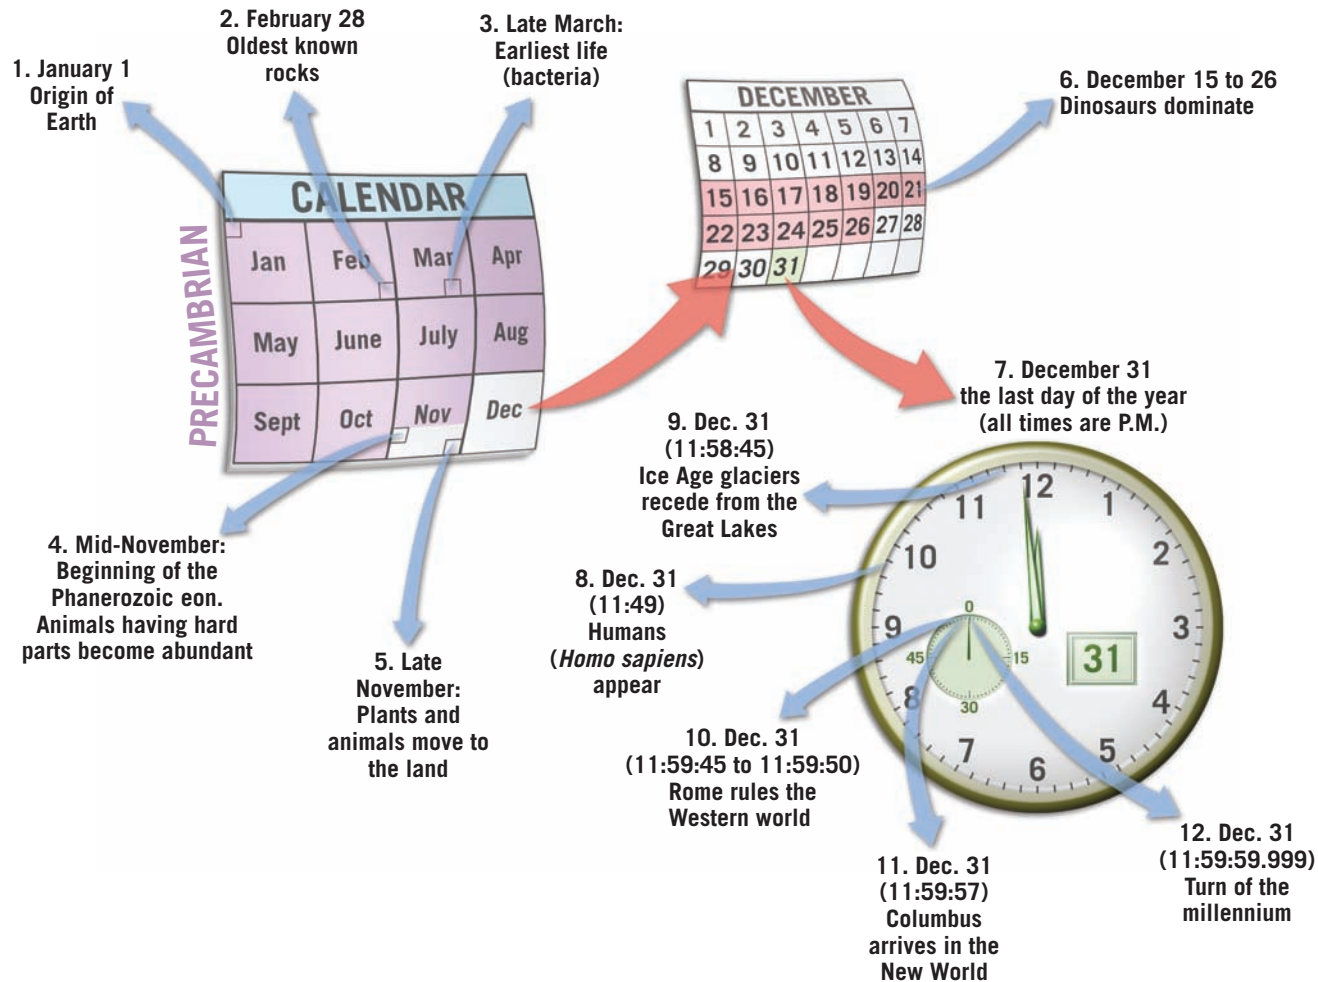 1. January 1
Origin of
Earth
2. February 28
Oldest known
rocks
3. Late March:
Earliest life
(bacteria)
CALENDAR
Jan
Feb
Mar
Apr
May
June
July
Aug
Sept
Oct
Nov
Dec
PRECAMBRIAN
DECEMBER
1 2 3 4 5 6 7
8 9 10 11 12 13 14
15 16 17 18 19 20 21
22 23 24 25 26 27 28
29 30 31
6. December 15 to 26
Dinosaurs dominate
4. Mid-November:
Beginning of the
Phanerozoic eon.
Animals having hard
parts become abundant
5. Late
November:
Plants and
animals move to
the land
7. December 31
the last day of the year
(all times are P.M.)
9. Dec. 31
(11:58:45)
Ice Age glaciers
recede from the
Great Lakes
8. Dec. 31
(11:49)
Humans
(Homo sapiens)
appear
10. Dec. 31
(11:59:45 to 11:59:50)
Rome rules the
Western world
11. Dec. 31
(11:59:57)
Columbus
arrives in the
New World
12. Dec. 31
(11:59:59.999)
Turn of the
millennium
12
1
2
3
4
5
6
7
8
9
10
11
0
15
30
45
31